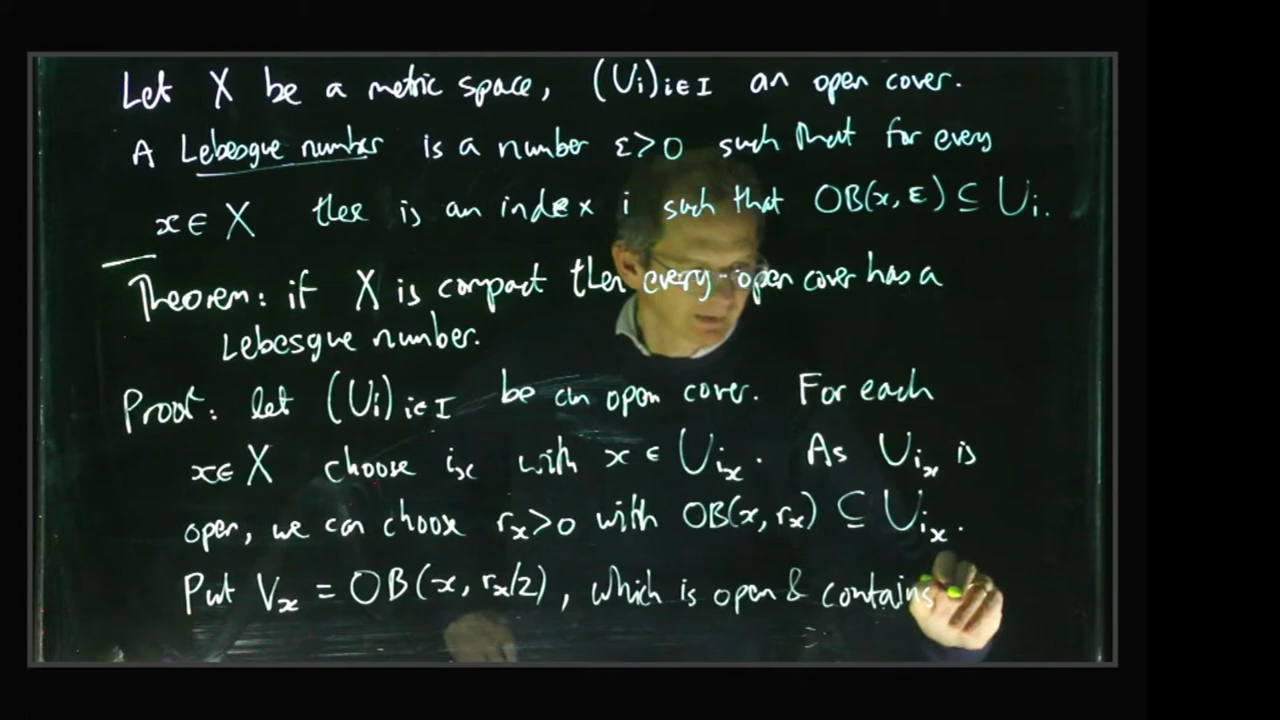 Let X be a metric space, (Ui)i∈I an open cover.
A Lebesgue number is a number ε>0 such that for every
x∈X there is an index i such that OB(x, ε) ⊆ Ui.
Theorem: if X is compact then every open cover has a
Lebesgue number.
Proof: let (Ui)i∈I be an open cover. For each
x∈X choose ix with x ∈ Uix. As Uix is
open, we can choose rx>0 with OB(x, rx) ⊆ Uix.
Put Vx = OB(x, rx/2), which is open & contains